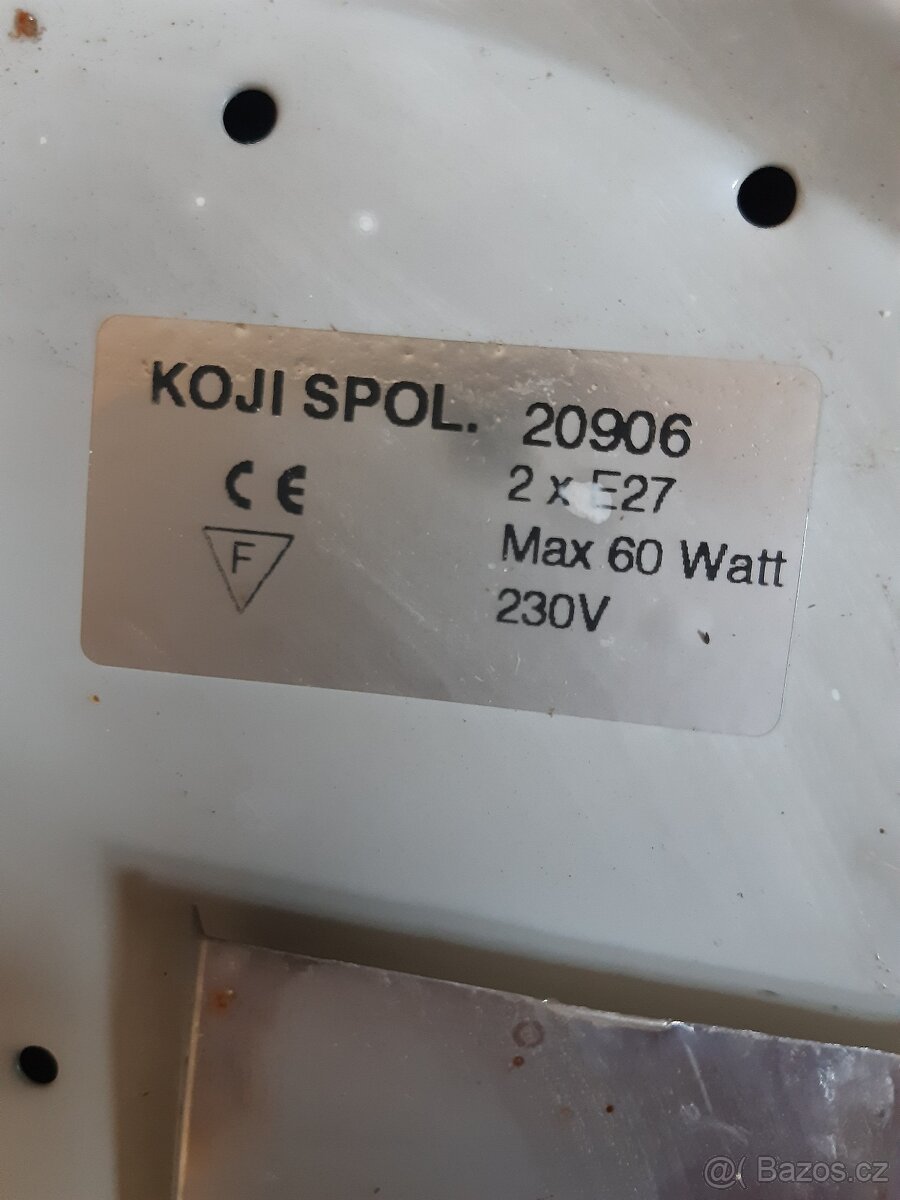 KOJI SPOL. 20906
CE
2 x E27
F
Max 60 Watt
230V
@( Bazos.cz